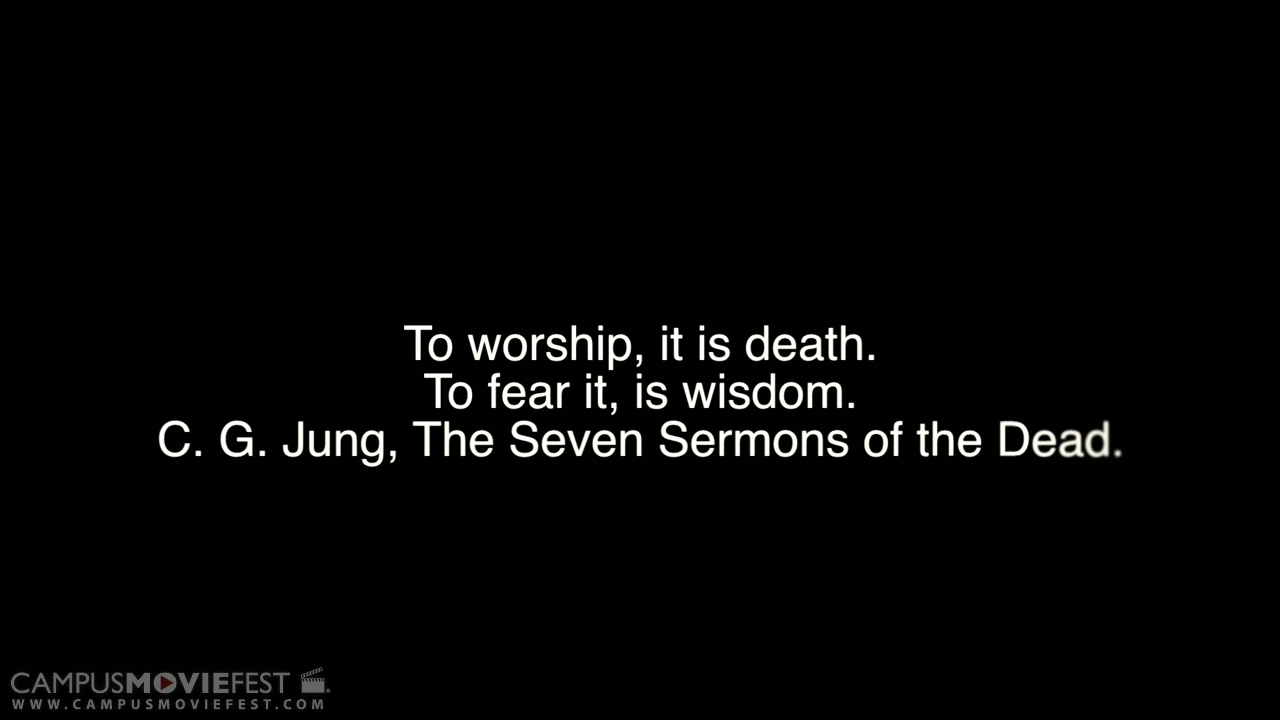 To worship, it is death.
To fear it, is wisdom.
C. G. Jung, The Seven Sermons of the Dead.
CAMPUSMOVIEFEST
WWW.CAMPUSMOVIEFEST.COM